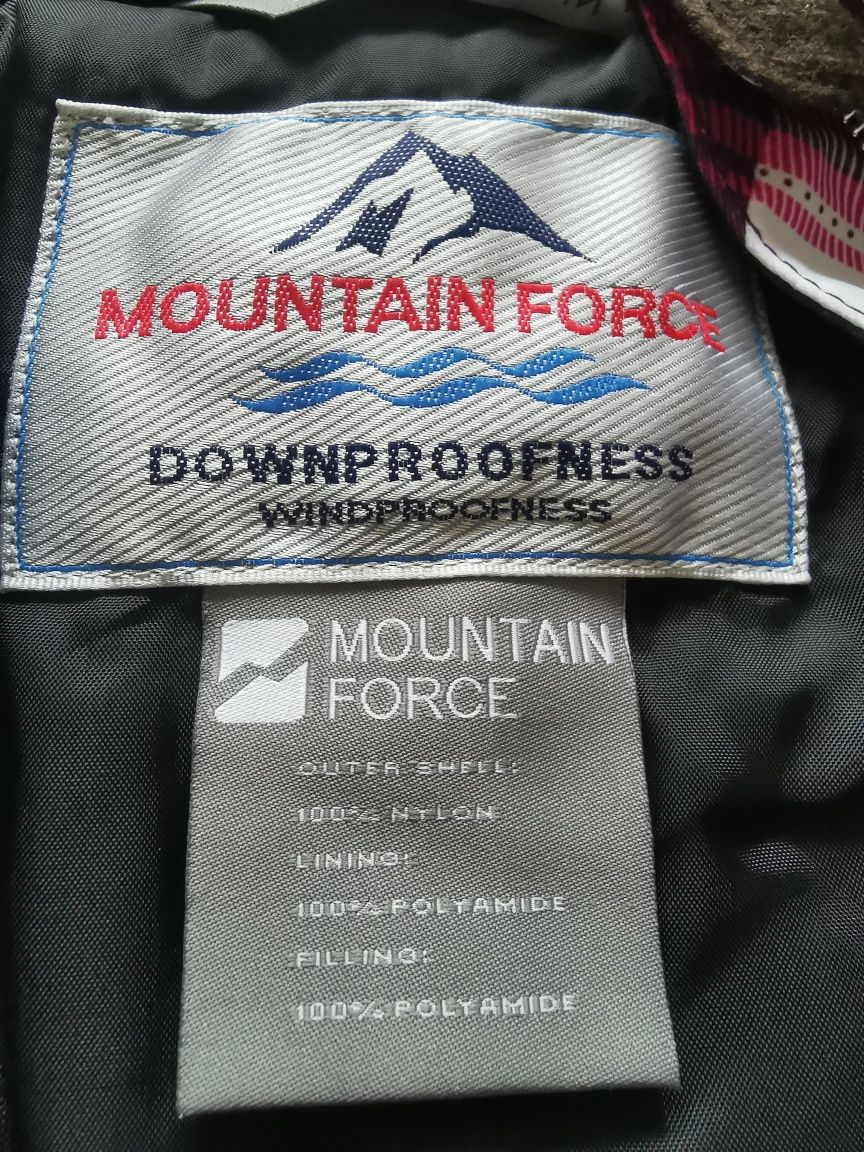 MOUNTAIN FORCE
DOWNPROOFNESS
WINDPROOFNESS
MOUNTAIN
FORCE
OUTER SHELL:
100% NYLON
LINING:
100% POLYAMIDE
FILLING:
100% POLYAMIDE